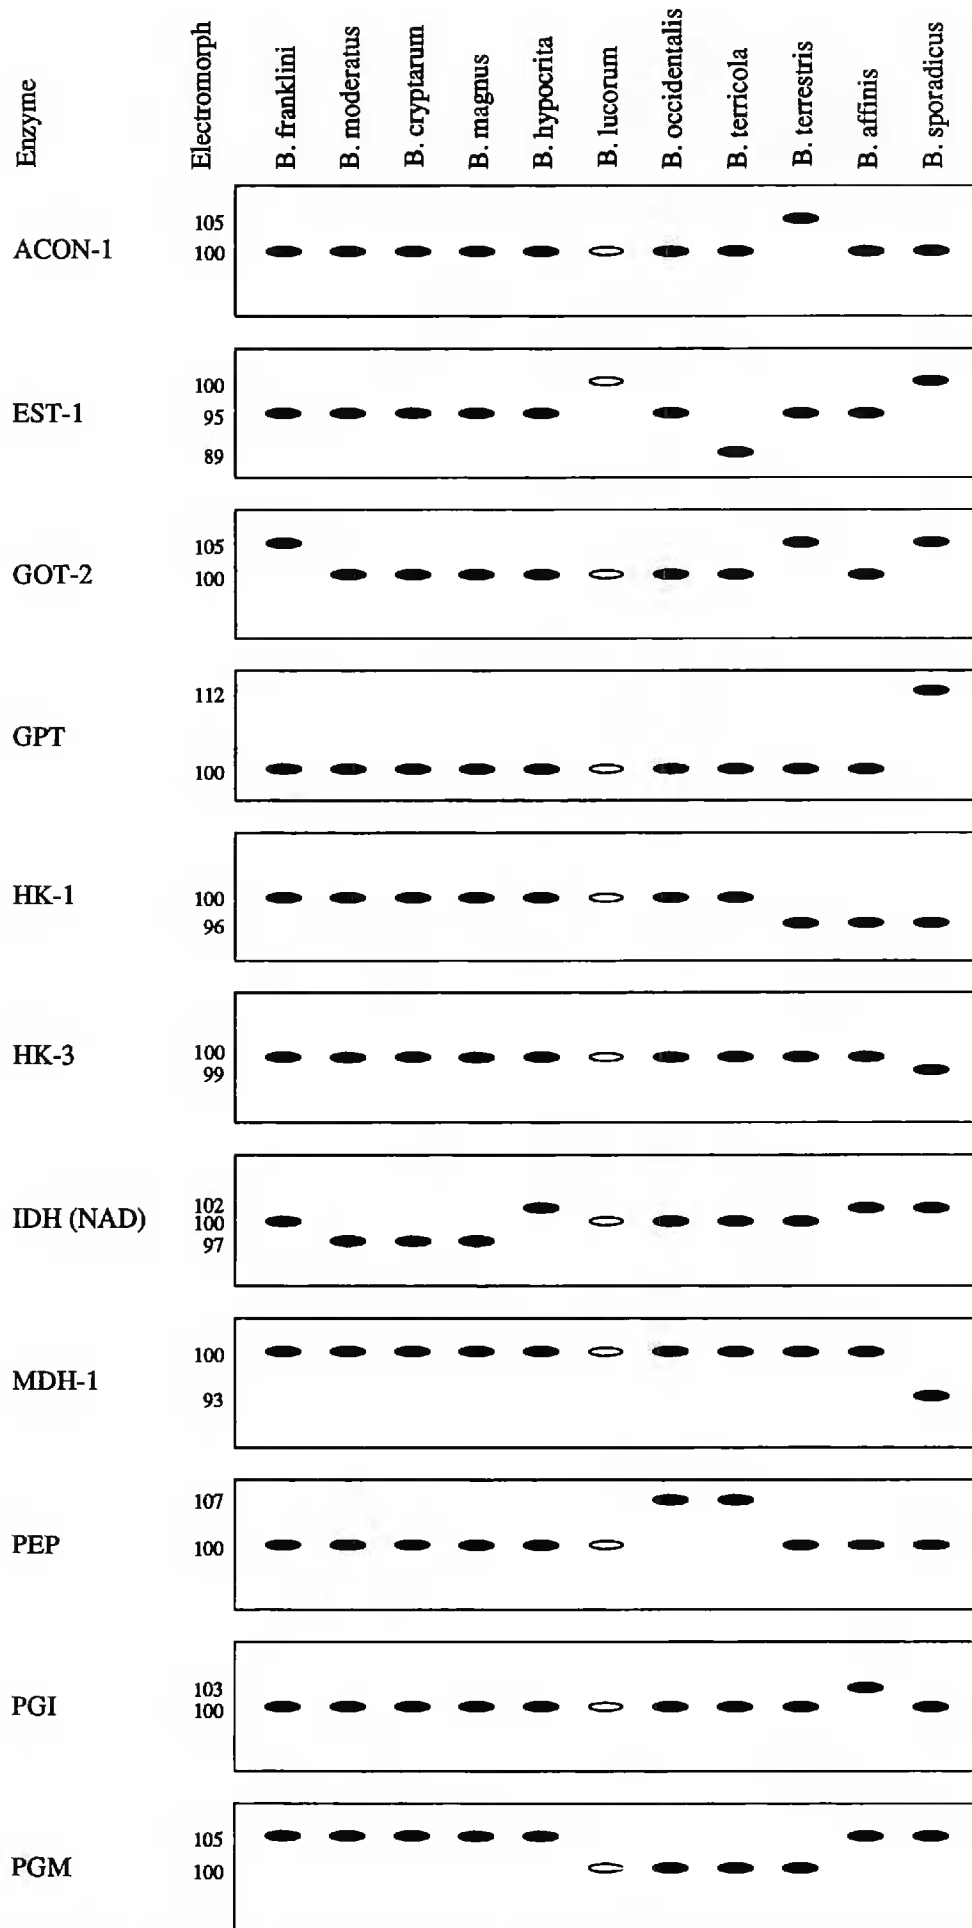 Enzyme
Electromorph
B. franklini
B. moderatus
B. cryptarum
B. magnus
B. hypocrita
B. lucorum
B. occidentalis
B. terricola
B. terrestris
B. affinis
B. sporadicus
ACON-1
105
100
EST-1
100
95
89
GOT-2
105
100
GPT
112
100
HK-1
100
96
HK-3
100
99
IDH (NAD)
102
100
97
MDH-1
100
93
PEP
107
100
PGI
103
100
PGM
105
100